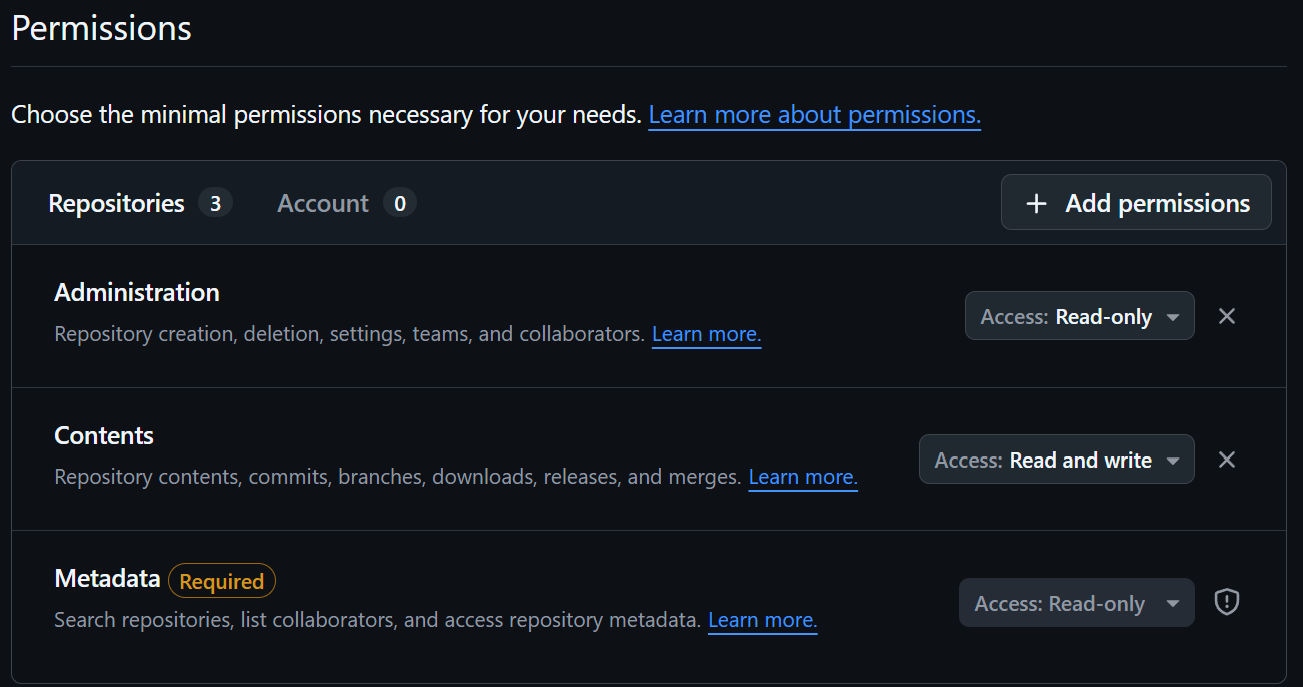 Permissions
Choose the minimal permissions necessary for your needs. Learn more about permissions.
Repositories 3 Account 0 + Add permissions
Administration
Repository creation, deletion, settings, teams, and collaborators. Learn more.
Access: Read-only
Contents
Repository contents, commits, branches, downloads, releases, and merges. Learn more.
Access: Read and write
Metadata Required
Search repositories, list collaborators, and access repository metadata. Learn more.
Access: Read-only